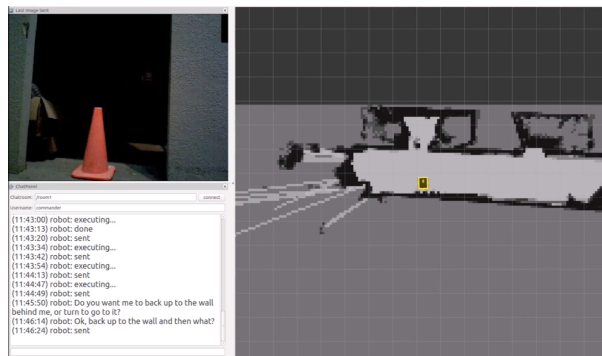 Last Image Sent
ChatPanel
Chatroom: /room1
connect
Username: commander
(11:43:00) robot: executing...
(11:43:13) robot: done
(11:43:20) robot: sent
(11:43:34) robot: executing...
(11:43:42) robot: sent
(11:43:54) robot: executing...
(11:44:13) robot: sent
(11:44:47) robot: executing...
(11:44:49) robot: sent
(11:45:50) robot: Do you want me to back up to the wall
behind me, or turn to go to it?
(11:46:14) robot: Ok, back up to the wall and then what?
(11:46:24) robot: sent